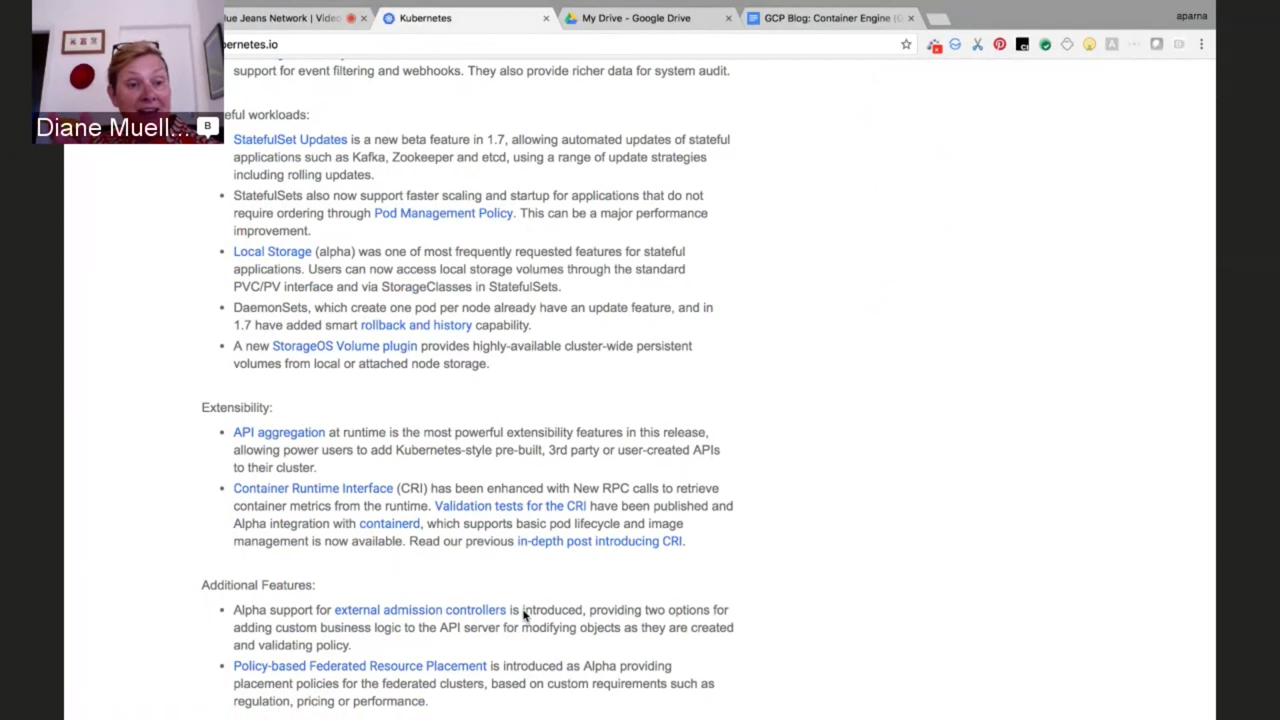 lue Jeans Network | Video
Kubernetes
My Drive - Google Drive
GCP Blog: Container Engine (
aparna
ernetes.io
support for event filtering and webhooks. They also provide richer data for system audit.
Diane Muell...
B
eful workloads:
StatefulSet Updates is a new beta feature in 1.7, allowing automated updates of stateful
applications such as Kafka, Zookeeper and etcd, using a range of update strategies
including rolling updates.
• StatefulSets also now support faster scaling and startup for applications that do not
require ordering through Pod Management Policy. This can be a major performance
improvement.
• Local Storage (alpha) was one of most frequently requested features for stateful
applications. Users can now access local storage volumes through the standard
PVC/PV interface and via StorageClasses in StatefulSets.
• DaemonSets, which create one pod per node already have an update feature, and in
1.7 have added smart rollback and history capability.
• A new StorageOS Volume plugin provides highly-available cluster-wide persistent
volumes from local or attached node storage.
Extensibility:
• API aggregation at runtime is the most powerful extensibility features in this release,
allowing power users to add Kubernetes-style pre-built, 3rd party or user-created APIs
to their cluster.
• Container Runtime Interface (CRI) has been enhanced with New RPC calls to retrieve
container metrics from the runtime. Validation tests for the CRI have been published and
Alpha integration with containerd, which supports basic pod lifecycle and image
management is now available. Read our previous in-depth post introducing CRI.
Additional Features:
• Alpha support for external admission controllers is introduced, providing two options for
adding custom business logic to the API server for modifying objects as they are created
and validating policy.
• Policy-based Federated Resource Placement is introduced as Alpha providing
placement policies for the federated clusters, based on custom requirements such as
regulation, pricing or performance.